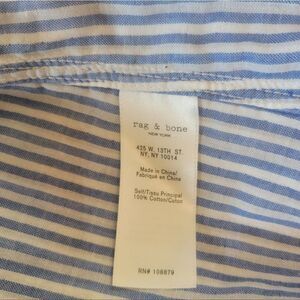 rag & bone
NEW YORK
425 W. 13TH ST
NY, NY 10014
Made in China/
Fabriqué en China
Self/Tissu Principal
100% Cotton/Coton
RN# 108879